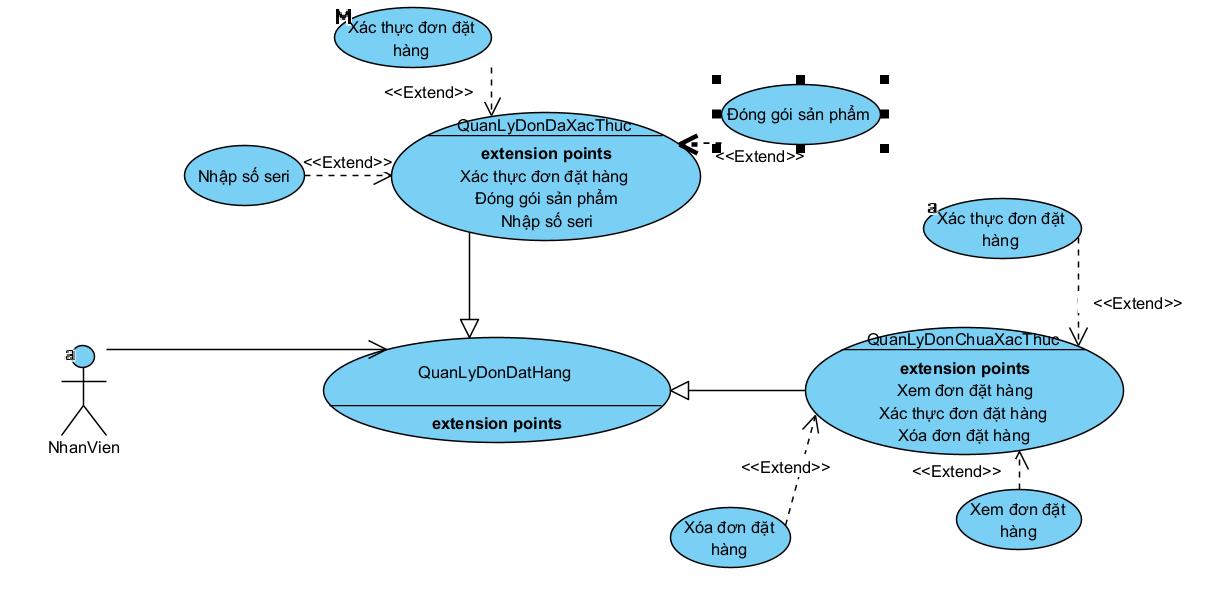 M
Xác thực đơn đặt
hàng
<<Extend>>
Đóng gói sản phẩm
<<Extend>>
QuanLyDonDaXacThuc
extension points
Xác thực đơn đặt hàng
Đóng gói sản phẩm
Nhập số seri
<<Extend>>
Nhập số seri
a
Xác thực đơn đặt
hàng
<<Extend>>
a
NhanVien
QuanLyDonDatHang
extension points
QuanLyDonChuaXacThuc
extension points
Xem đơn đặt hàng
Xác thực đơn đặt hàng
Xóa đơn đặt hàng
<<Extend>>
<<Extend>>
Xóa đơn đặt
hàng
Xem đơn đặt
hàng